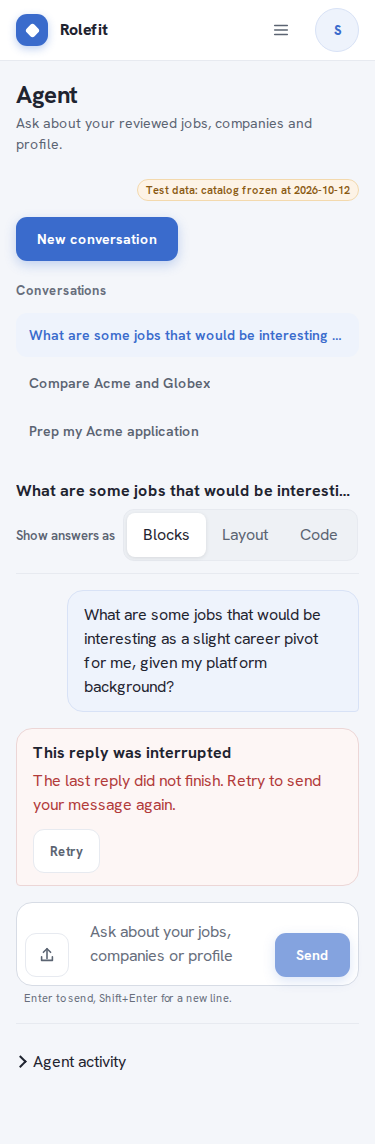 Rolefit
S
Agent
Ask about your reviewed jobs, companies and
profile.
Test data: catalog frozen at 2026-10-12
New conversation
Conversations
What are some jobs that would be interesting ...
Compare Acme and Globex
Prep my Acme application
What are some jobs that would be interesti...
Show answers as
Blocks
Layout
Code
What are some jobs that would be
interesting as a slight career pivot
for me, given my platform
background?
This reply was interrupted
The last reply did not finish. Retry to send
your message again.
Retry
Ask about your jobs,
companies or profile
Send
Enter to send, Shift+Enter for a new line.
Agent activity